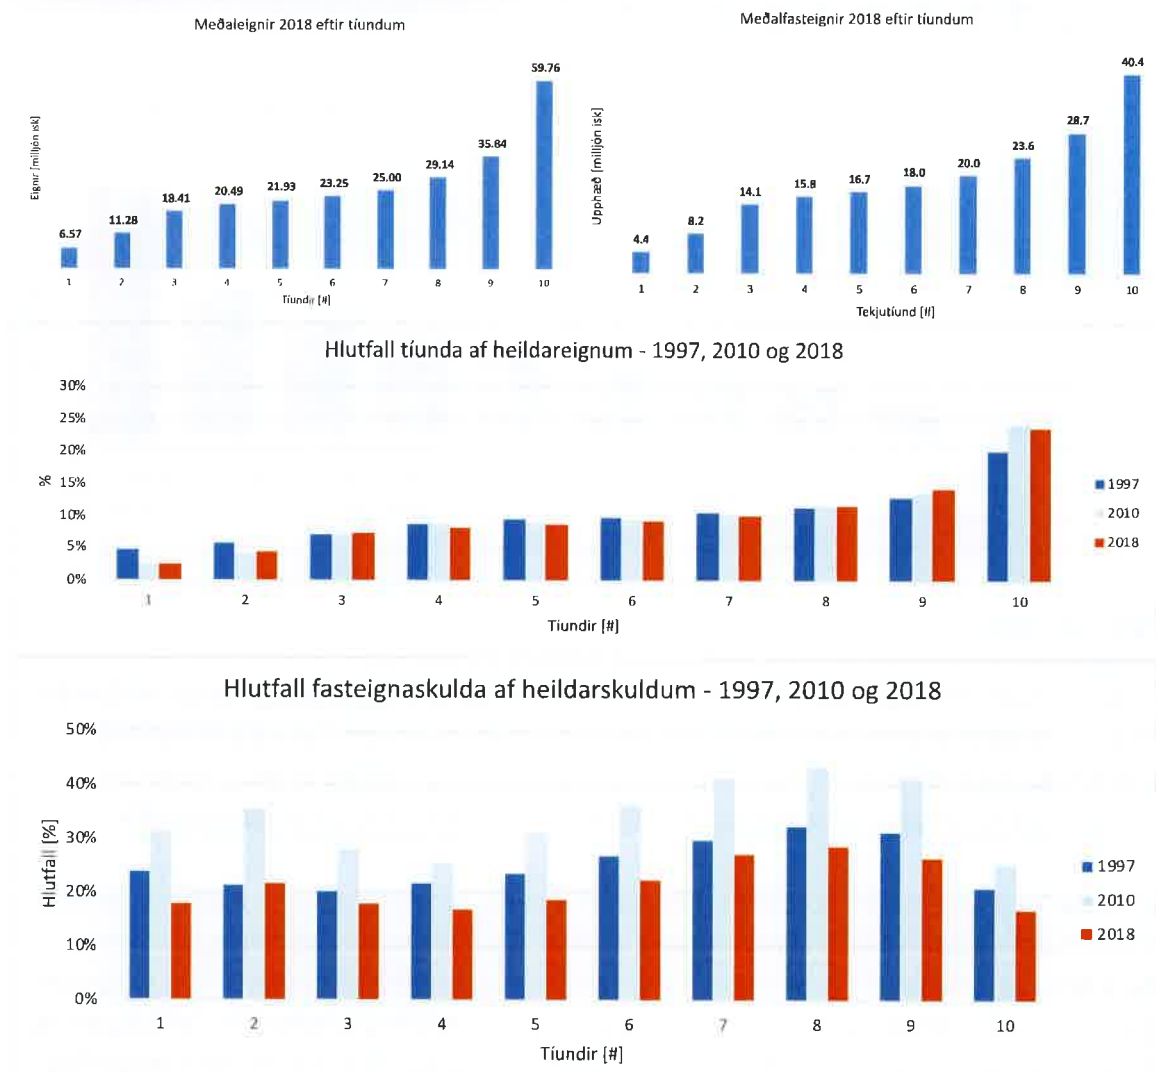 Meðaleignir 2018 eftir tíundum
Eignir [milljón isk]
6.57
11.28
18.41
20.49
21.93
23.25
25.00
29.14
35.84
59.76
1 2 3 4 5 6 7 8 9 10
Tíundir [#]
Meðalfasteignir 2018 eftir tíundum
Upphæð [milljón isk]
4.4
8.2
14.1
15.8
16.7
18.0
20.0
23.6
28.7
40.4
1 2 3 4 5 6 7 8 9 10
Tekjutíund [#]
Hlutfall tíunda af heildareignum - 1997, 2010 og 2018
%
30%
25%
20%
15%
10%
5%
0%
1 2 3 4 5 6 7 8 9 10
Tíundir [#]
1997
2010
2018
Hlutfall fasteignaskulda af heildarskuldum - 1997, 2010 og 2018
Hlutfall [%]
50%
40%
30%
20%
10%
0%
1 2 3 4 5 6 7 8 9 10
Tíundir [#]
1997
2010
2018